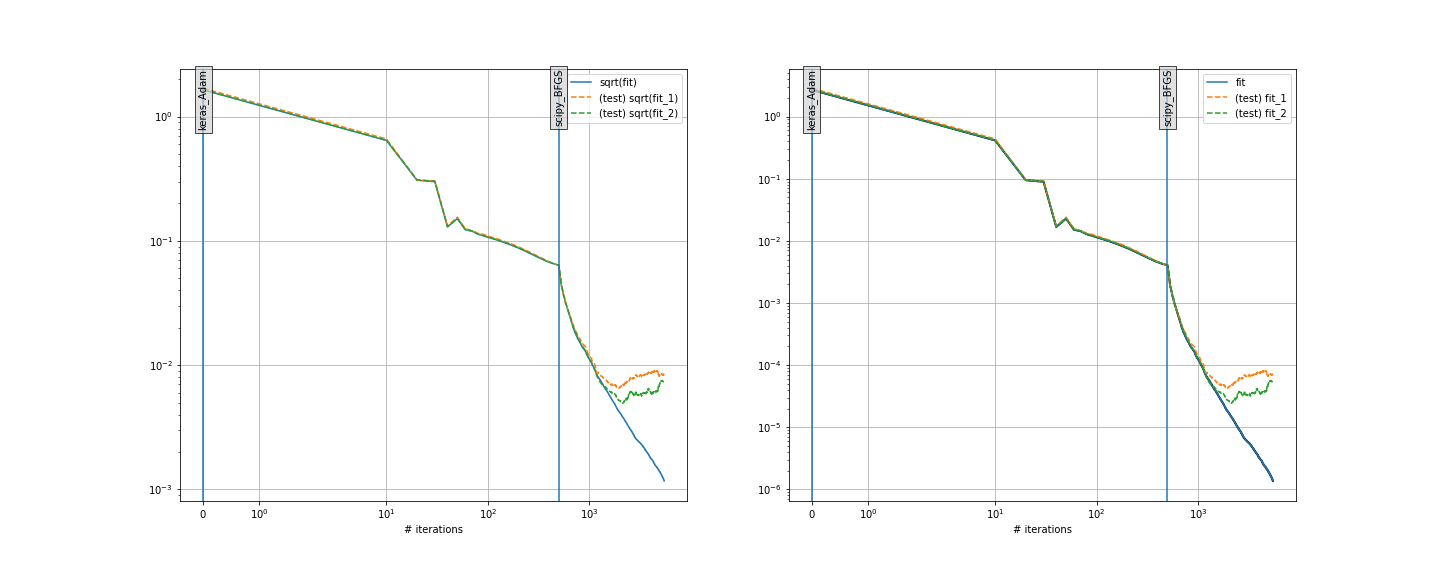 keras_Adam
scipy_BFGS
sqrt(fit)
(test) sqrt(fit_1)
(test) sqrt(fit_2)
10⁰
10⁻¹
10⁻²
10⁻³
0
10⁰
10¹
10²
10³
# iterations
keras_Adam
scipy_BFGS
fit
(test) fit_1
(test) fit_2
10⁰
10⁻¹
10⁻²
10⁻³
10⁻⁴
10⁻⁵
10⁻⁶
0
10⁰
10¹
10²
10³
# iterations